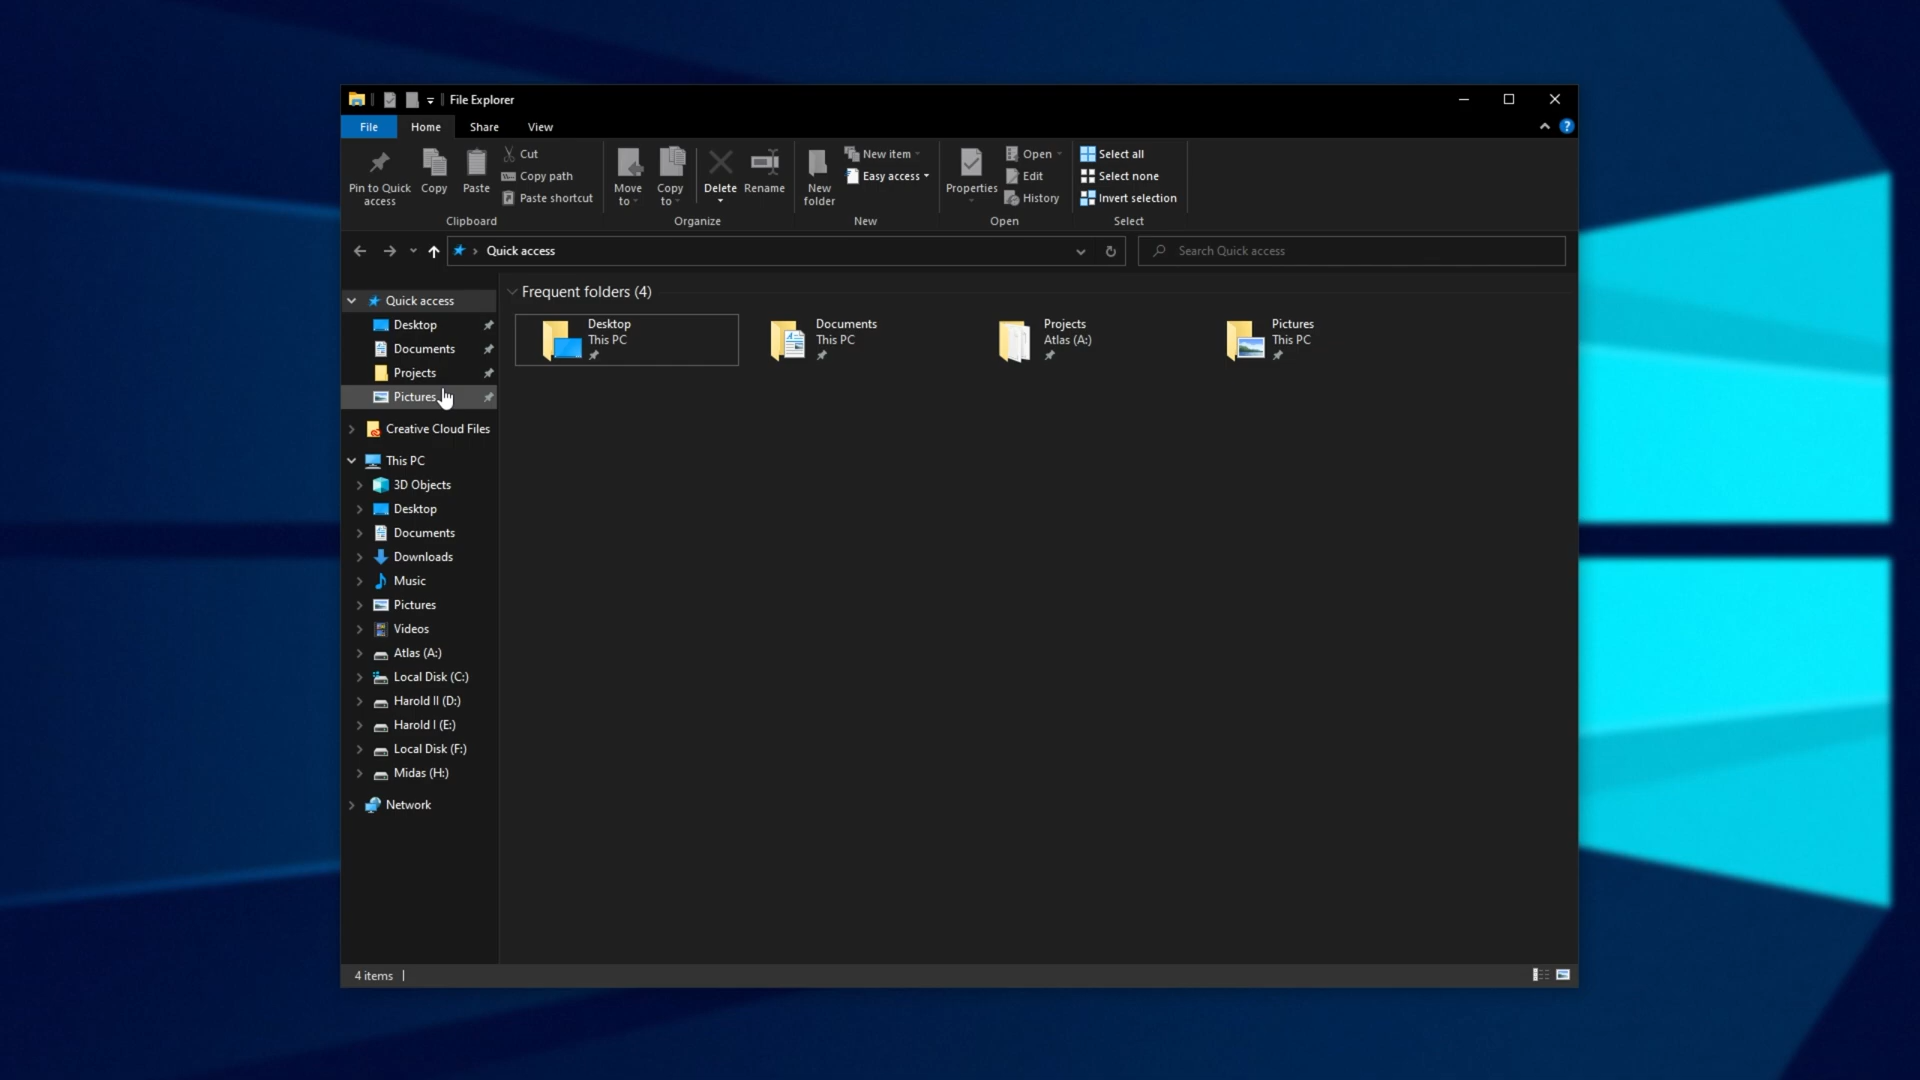 File Explorer
File Home Share View
?
Pin to Quick
access
Copy
Paste
Cut
Copy path
Paste shortcut
Clipboard
Move
to
Copy
to
Delete
Rename
Organize
New
folder
New item
Easy access
New
Properties
Open
Edit
History
Open
Select all
Select none
Invert selection
Select
Quick access
Search Quick access
Quick access
Desktop
Documents
Projects
Pictures
Creative Cloud Files
This PC
3D Objects
Desktop
Documents
Downloads
Music
Pictures
Videos
Atlas (A:)
Local Disk (C:)
Harold II (D:)
Harold I (E:)
Local Disk (F:)
Midas (H:)
Network
Frequent folders (4)
Desktop
This PC
Documents
This PC
Projects
Atlas (A:)
Pictures
This PC
4 items